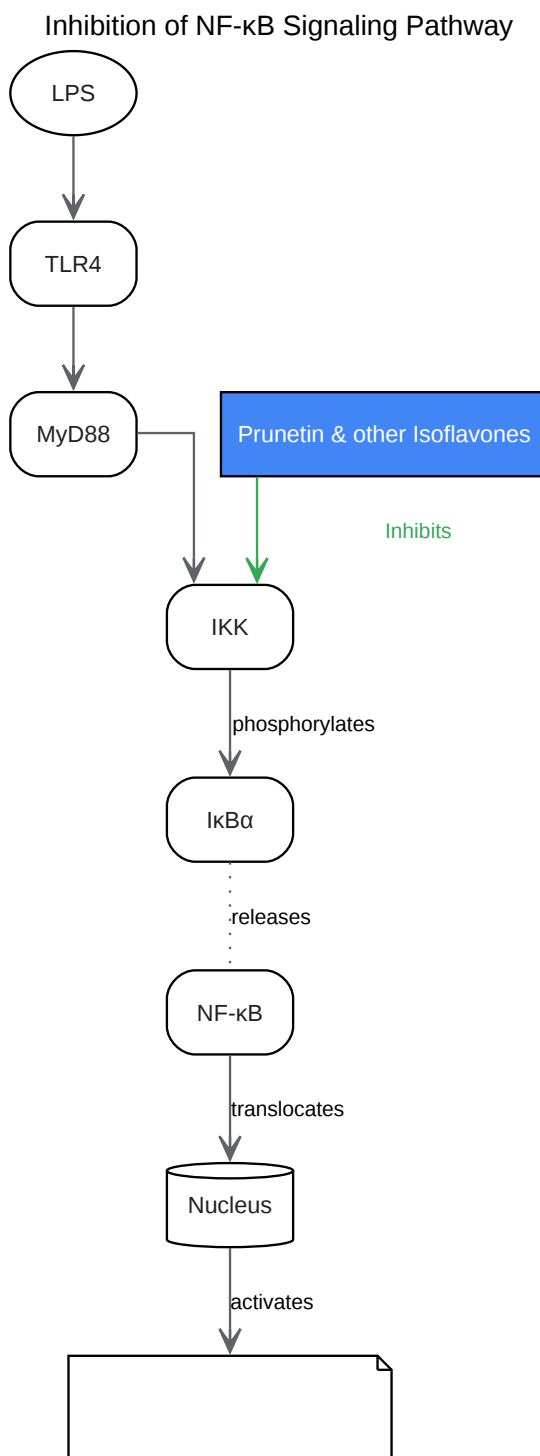 Inhibition of NF-κB Signaling Pathway
LPS
TLR4
MyD88
Prunetin & other Isoflavones
Inhibits
IKK
phosphorylates
IκBα
releases
NF-κB
translocates
Nucleus
activates